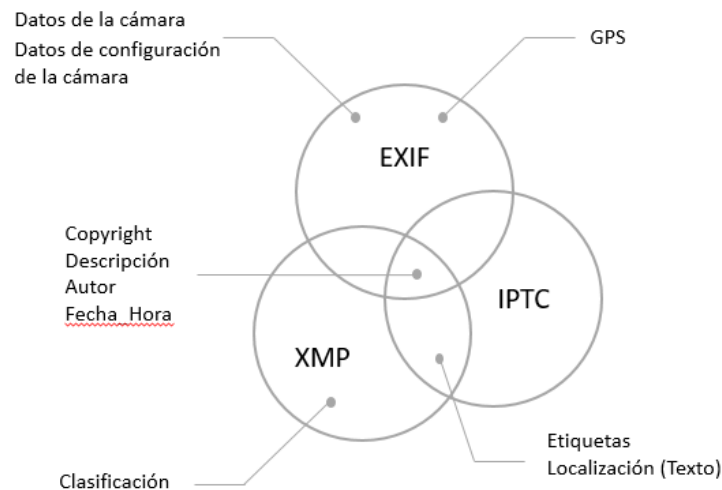 Datos de la cámara
Datos de configuración
de la cámara
GPS
EXIF
Copyright
Descripción
Autor
Fecha_Hora
IPTC
XMP
Etiquetas
Localización (Texto)
Clasificación